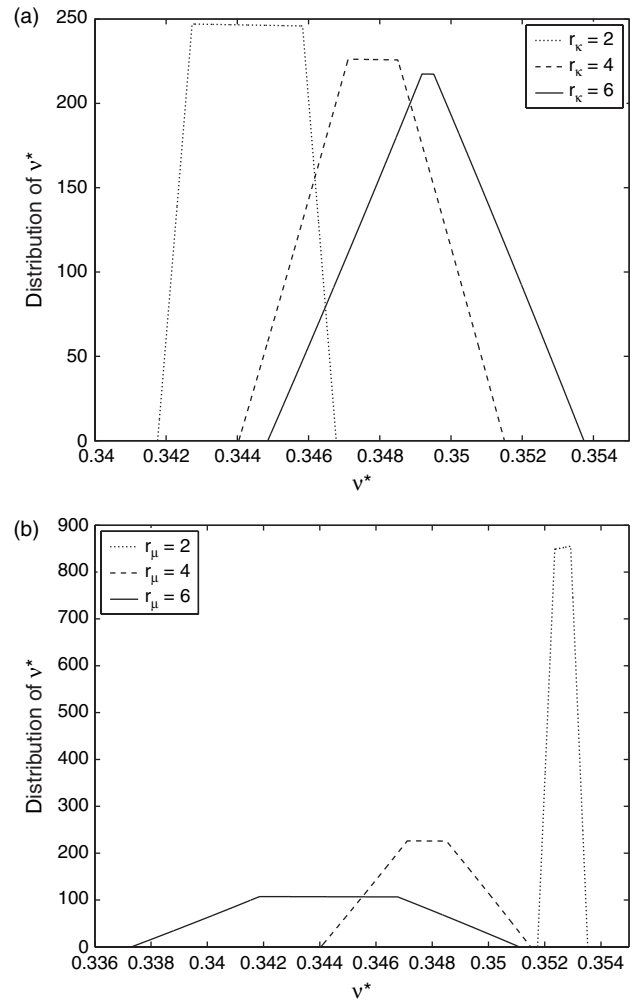 (a)
250
200
150
100
50
0
Distribution of ν*
r_κ = 2
r_κ = 4
r_κ = 6
0.34 0.342 0.344 0.346 0.348 0.35 0.352 0.354
ν*
(b)
900
800
700
600
500
400
300
200
100
0
Distribution of ν*
r_μ = 2
r_μ = 4
r_μ = 6
0.336 0.338 0.34 0.342 0.344 0.346 0.348 0.35 0.352 0.354
ν*